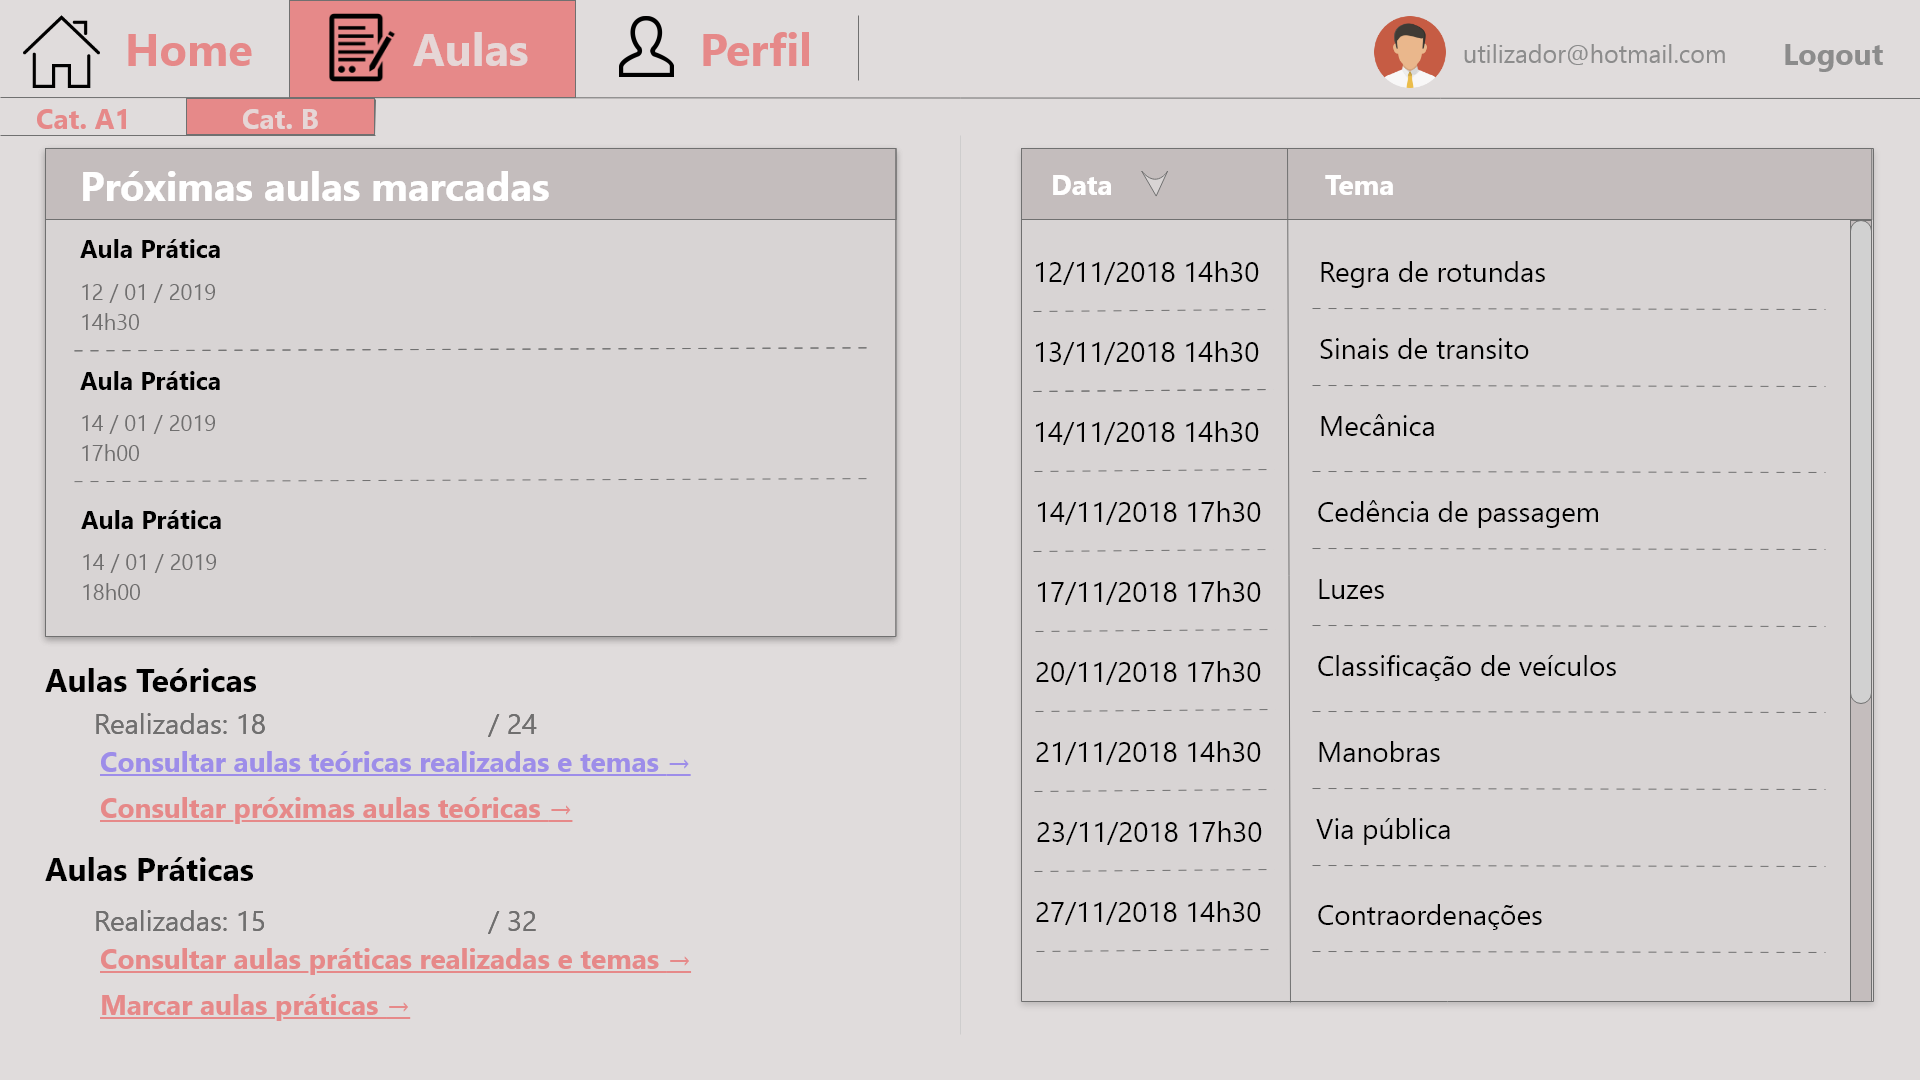 Home
Aulas
Perfil
utilizador@hotmail.com
Logout
Cat. A1
Cat. B
Próximas aulas marcadas
Aula Prática
12 / 01 / 2019
14h30
Aula Prática
14 / 01 / 2019
17h00
Aula Prática
14 / 01 / 2019
18h00
Aulas Teóricas
Realizadas: 18 / 24
Consultar aulas teóricas realizadas e temas →
Consultar próximas aulas teóricas →
Aulas Práticas
Realizadas: 15 / 32
Consultar aulas práticas realizadas e temas →
Marcar aulas práticas →
Data Tema
12/11/2018 14h30 Regra de rotundas
13/11/2018 14h30 Sinais de transito
14/11/2018 14h30 Mecânica
14/11/2018 17h30 Cedência de passagem
17/11/2018 17h30 Luzes
20/11/2018 17h30 Classificação de veículos
21/11/2018 14h30 Manobras
23/11/2018 17h30 Via pública
27/11/2018 14h30 Contraordenações